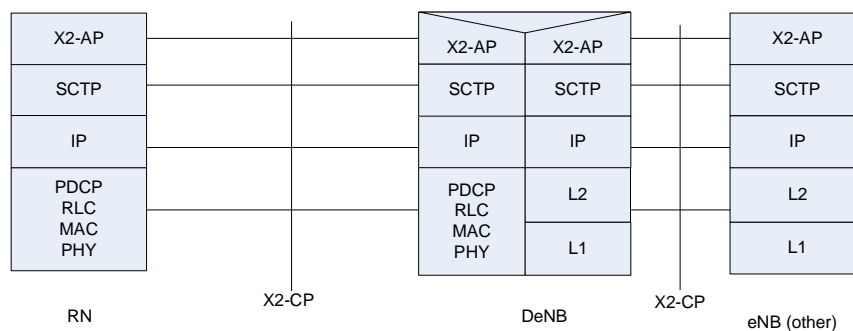 X2-AP
SCTP
IP
PDCP
RLC
MAC
PHY
RN
X2-CP
X2-AP X2-AP
SCTP SCTP
IP IP
PDCP
RLC
MAC
PHY
L2
L1
DeNB
X2-CP
X2-AP
SCTP
IP
L2
L1
eNB (other)